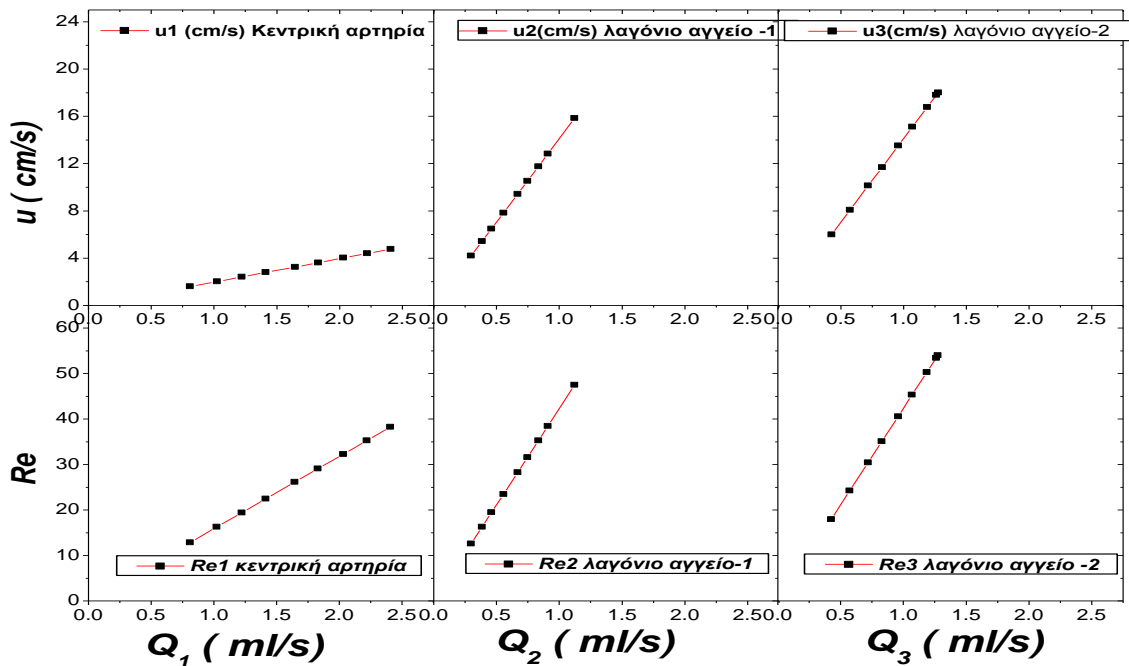 24
20
16
12
8
4
0
u ( cm/s)
u1 (cm/s) Κεντρική αρτηρία
u2(cm/s) λαγόνιο αγγείο -1
u3(cm/s) λαγόνιο αγγείο-2
0.0 0.5 1.0 1.5 2.0 2.5
.0 0.5 1.0 1.5 2.0 2.5
.0 0.5 1.0 1.5 2.0 2.5
60
50
40
30
20
10
0
Re
Re1 κεντρική αρτηρία
Re2 λαγόνιο αγγείο-1
Re3 λαγόνιο αγγείο -2
0.0 0.5 1.0 1.5 2.0 2.5
.0 0.5 1.0 1.5 2.0 2.5
.0 0.5 1.0 1.5 2.0 2.5
Q1 ( ml/s)
Q2 ( ml/s)
Q3 ( ml/s)